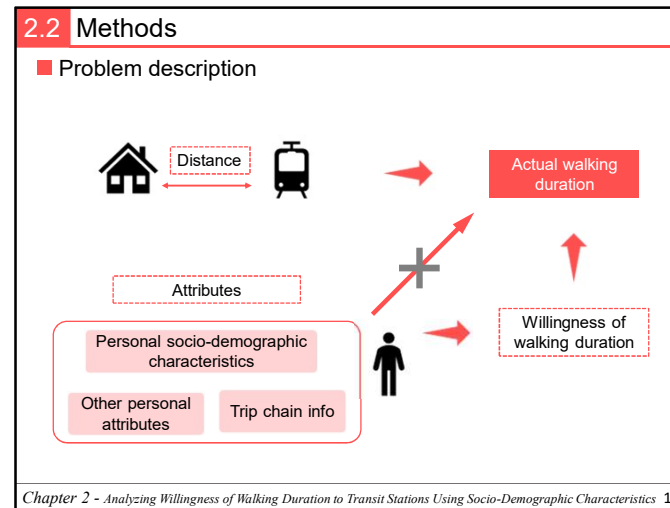 2.2 Methods
Problem description
Distance
Actual walking
duration
Attributes
Personal socio-demographic
characteristics
Other personal
attributes
Trip chain info
Willingness of
walking duration
Chapter 2 - Analyzing Willingness of Walking Duration to Transit Stations Using Socio-Demographic Characteristics 1